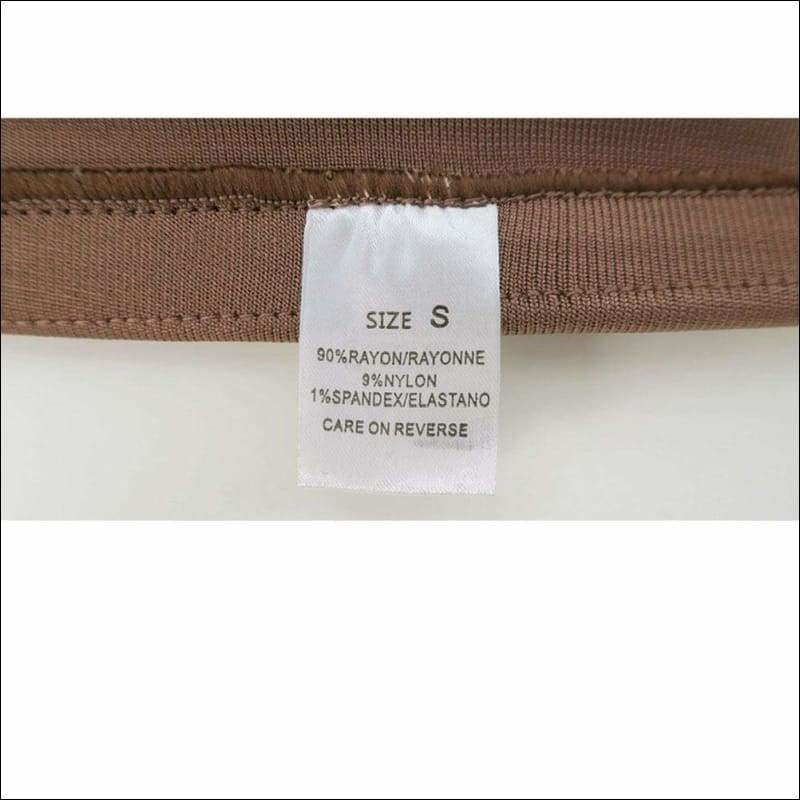 SIZE S
90%RAYON/RAYONNE
9%NYLON
1%SPANDEX/ELASTANO
CARE ON REVERSE